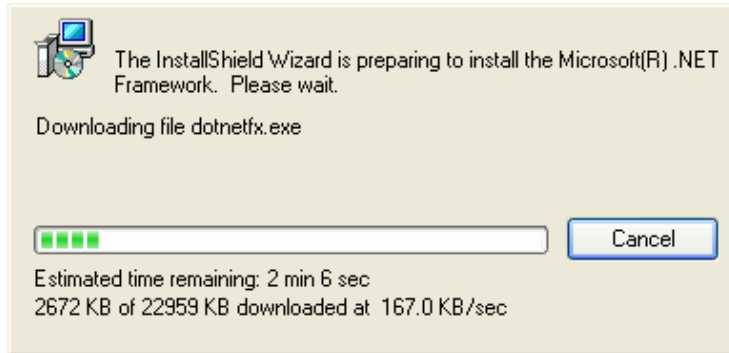 The InstallShield Wizard is preparing to install the Microsoft(R) .NET
Framework.  Please wait.
Downloading file dotnetfx.exe
Cancel
Estimated time remaining: 2 min 6 sec
2672 KB of 22959 KB downloaded at  167.0 KB/sec